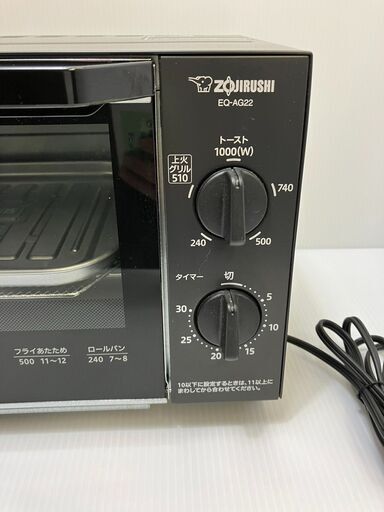 ZOJIRUSHI
EQ-AG22
トースト
1000(W)
上火
グリル
510
740
240
500
タイマー
切
5
30
10
25
20
15
フライあたため
500 11〜12
ロールパン
240 7〜8
10以下に設定するときは、11以上に
まわしてから合わせてください。